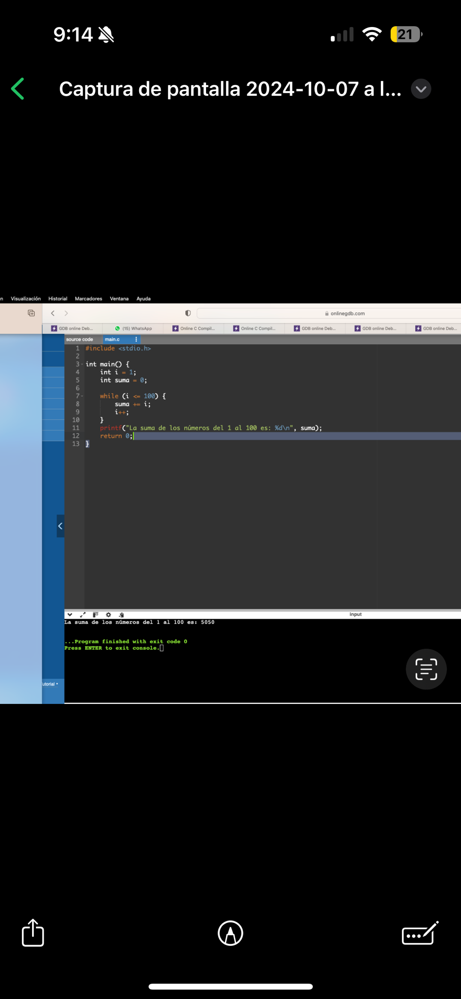 9:14
21
Captura de pantalla 2024-10-07 a l...
n Visualización Historial Marcadores Ventana Ayuda
onlinegdb.com
GDB online Deb... (15) WhatsApp Online C Compil... Online C Compil... GDB online Deb... GDB online Deb... GDB online Deb...
source code main.c
1 #include <stdio.h>
2
3 int main() {
4     int i = 1;
5     int suma = 0;
6
7     while (i <= 100) {
8         suma += i;
9         i++;
10     }
11     printf("La suma de los números del 1 al 100 es: %d\n", suma);
12     return 0;
13 }
input
La suma de los números del 1 al 100 es: 5050
...Program finished with exit code 0
Press ENTER to exit console.
utorial •